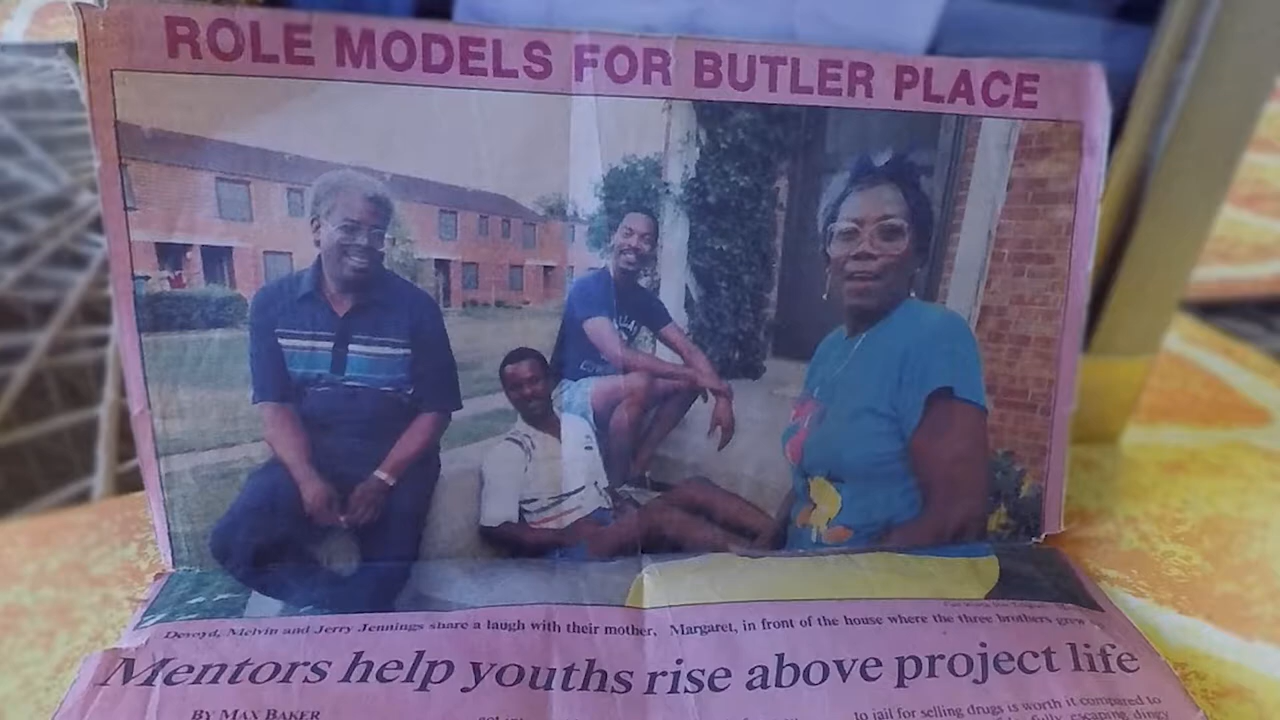 ROLE MODELS FOR BUTLER PLACE
Devoyd, Melvin and Jerry Jennings share a laugh with their mother, Margaret, in front of the house where the three brothers grew
Mentors help youths rise above project life
BY MAX BAKER
to jail for selling drugs is worth it compared to
escaping dingy